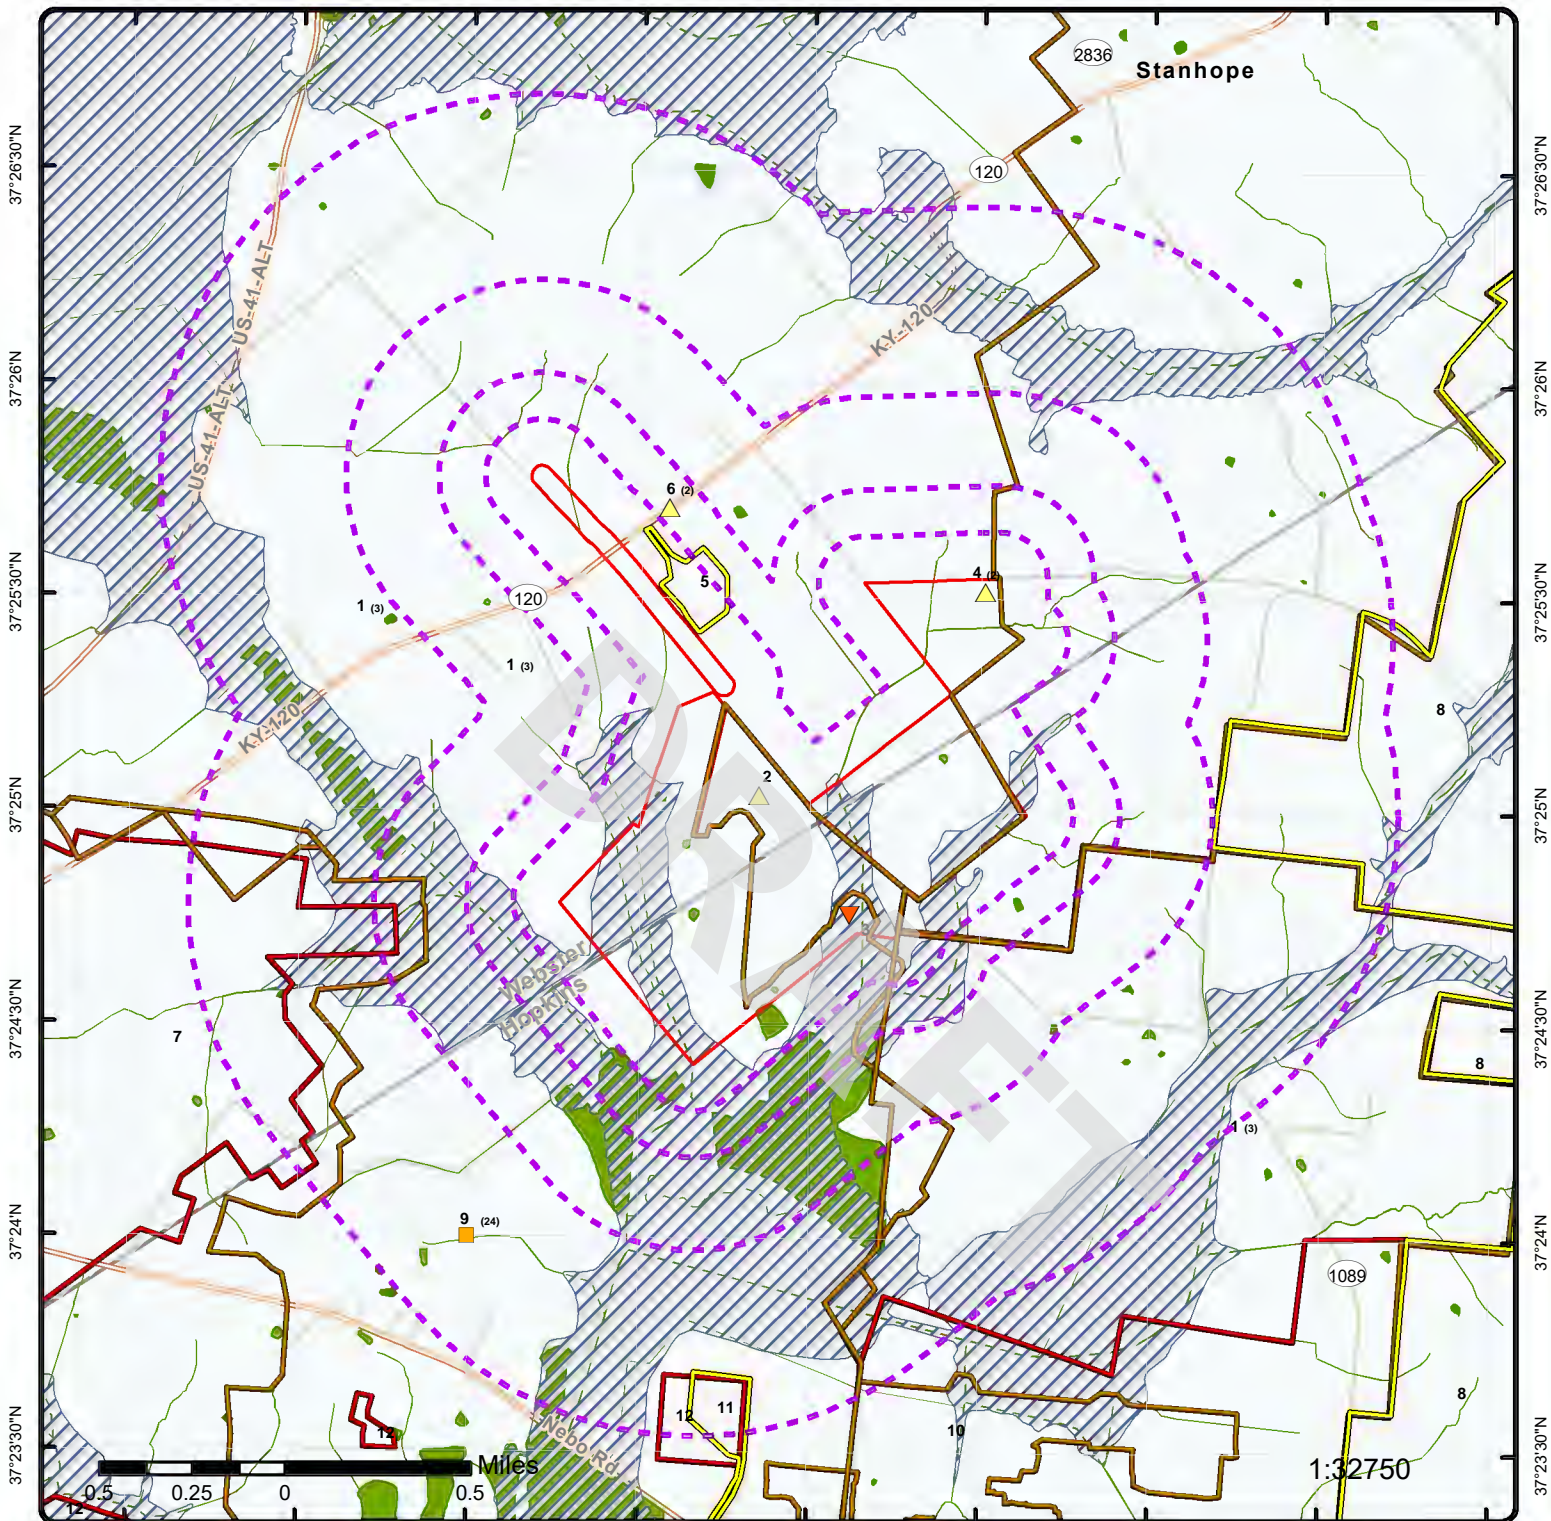 2836
Stanhope
120
37°26'30"N
37°26'30"N
US-41-ALT
KY-120
37°26'N
37°26'N
US-41-ALT
6 (2)
4 (2)
5
37°25'30"N
37°25'30"N
1 (3)
120
1 (3)
8
KY-120
2
37°25'N
37°25'N
DRAFT
Webster
Hopkins
37°24'30"N
37°24'30"N
7
8
1 (3)
9 (24)
37°24'N
37°24'N
1089
8
12
11
12
10
Nebo Rd
37°23'30"N
37°23'30"N
Miles
1:32750
0.5 0.25 0 0.5
12